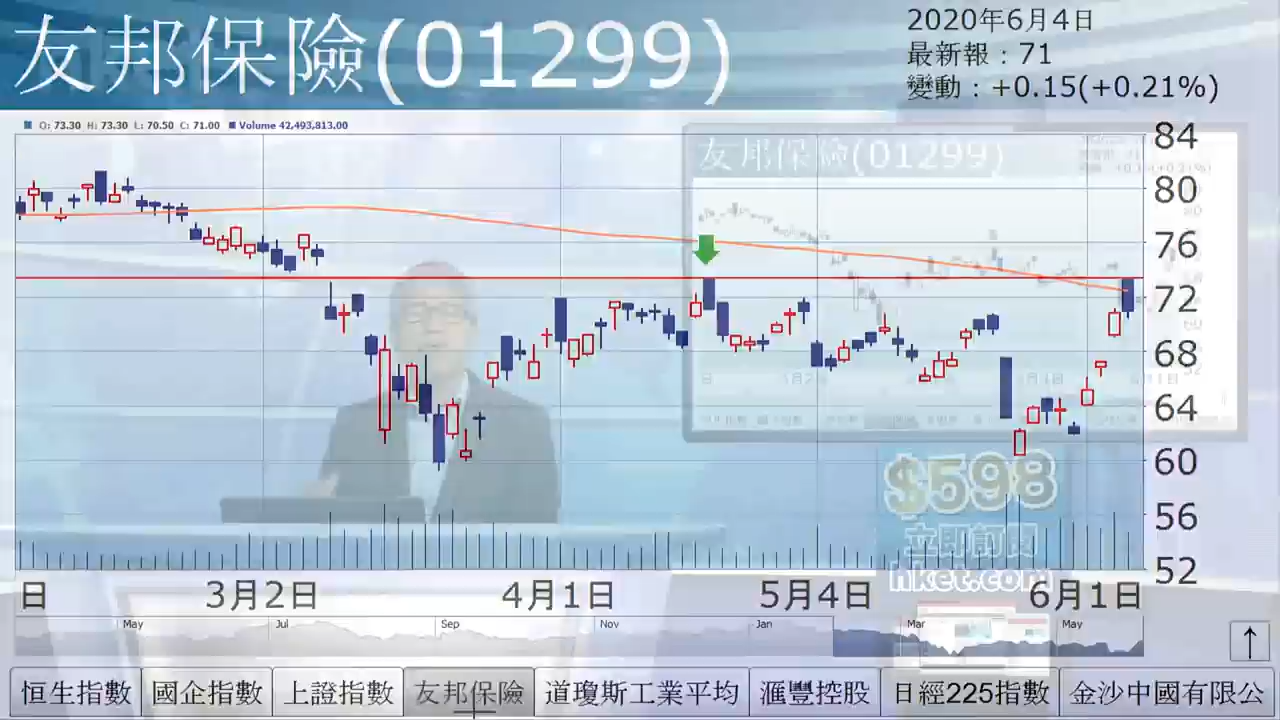 友邦保險(01299)
2020年6月4日
最新報：71
變動：+0.15(+0.21%)
O: 73.30 H: 73.30 L: 70.50 C: 71.00 Volume 42,493,813.00
友邦保險(01299)
84
80
76
72
68
64
60
56
52
$598
立即訂閱
hket.com
日 3月2日 4月1日 5月4日 6月1日
May Jul Sep Nov Jan Mar May
↑
恒生指數 國企指數 上證指數 友邦保險 道瓊斯工業平均 滙豐控股 日經225指數 金沙中國有限公